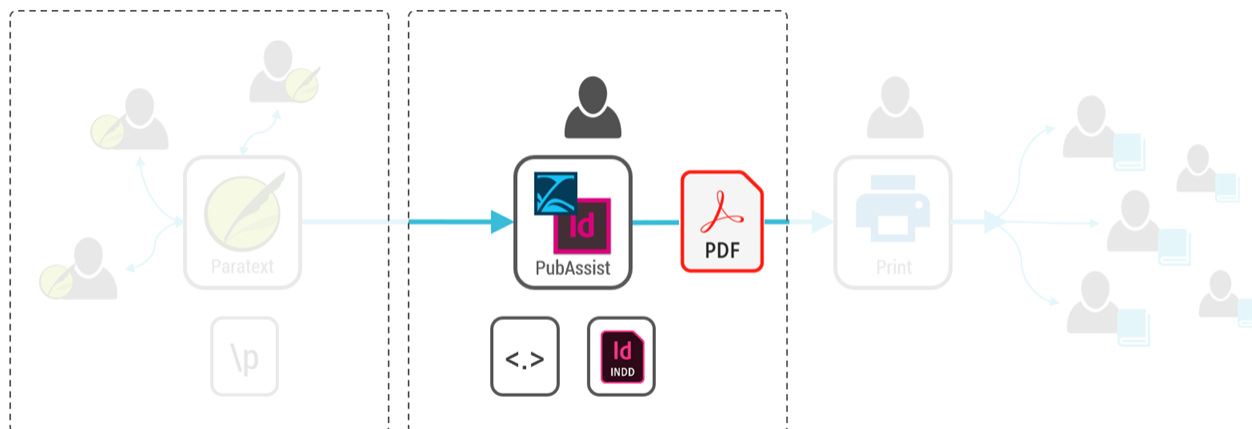 Paratext
\p
Id
PubAssist
<.>
Id
INDD
PDF
Print